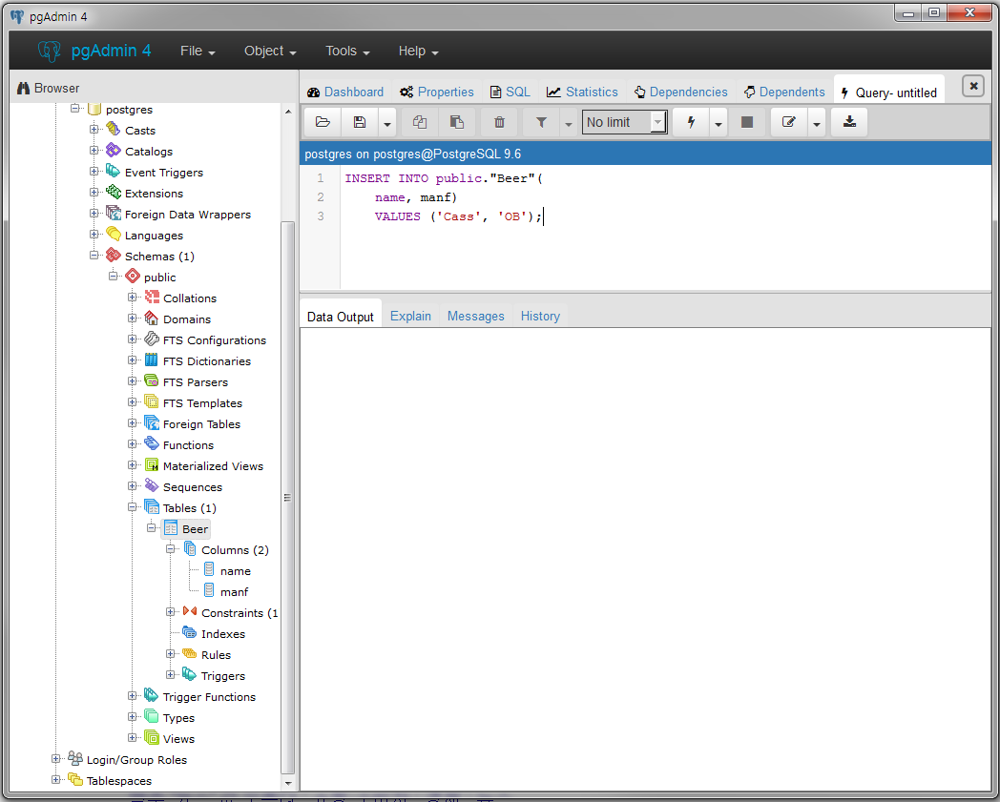 pgAdmin 4
pgAdmin 4 File Object Tools Help
Browser
postgres
Casts
Catalogs
Event Triggers
Extensions
Foreign Data Wrappers
Languages
Schemas (1)
public
Collations
Domains
FTS Configurations
FTS Dictionaries
FTS Parsers
FTS Templates
Foreign Tables
Functions
Materialized Views
Sequences
Tables (1)
Beer
Columns (2)
name
manf
Constraints (1
Indexes
Rules
Triggers
Trigger Functions
Types
Views
Login/Group Roles
Tablespaces
Dashboard Properties SQL Statistics Dependencies Dependents Query- untitled
No limit
postgres on postgres@PostgreSQL 9.6
1 INSERT INTO public."Beer"(
2 name, manf)
3 VALUES ('Cass', 'OB');
Data Output Explain Messages History